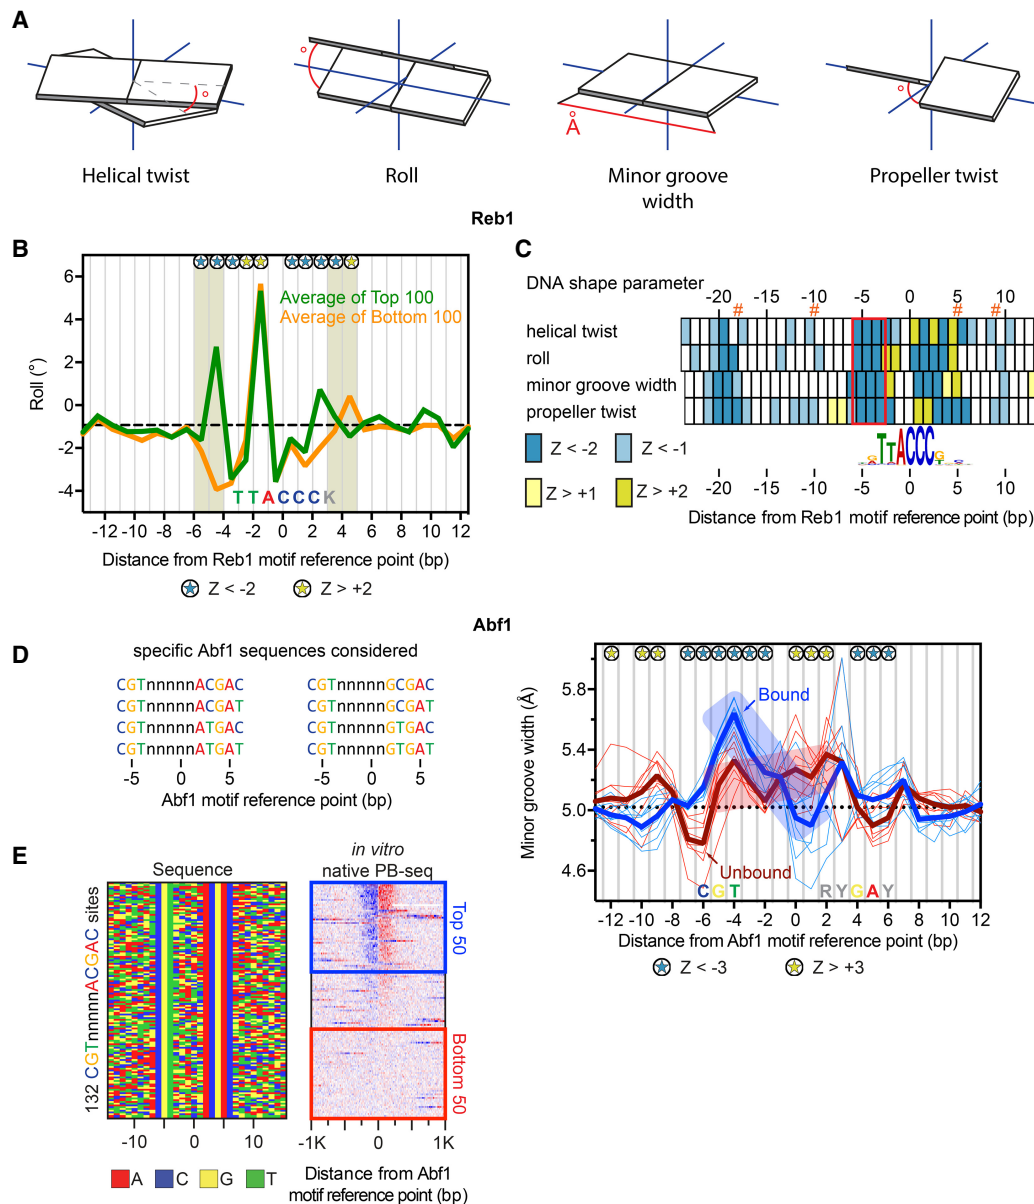 A
°
°
Å
°
Helical twist
Roll
Minor groove
width
Propeller twist
Reb1
B
Average of Top 100
Average of Bottom 100
Roll (°)
6
4
2
0
-2
-4
TTACCCK
-12 -10 -8 -6 -4 -2 0 2 4 6 8 10 12
Distance from Reb1 motif reference point (bp)
Z < -2 Z > +2
C
DNA shape parameter
-20 -15 -10 -5 0 5 10
# # # #
helical twist
roll
minor groove width
propeller twist
Z < -2 Z < -1
Z > +1 Z > +2
TTACCCG
-20 -15 -10 -5 0 5 10
Distance from Reb1 motif reference point (bp)
Abf1
D
specific Abf1 sequences considered
CGTnnnnnACGAC CGTnnnnnGCGAC
CGTnnnnnACGAT CGTnnnnnGCGAT
CGTnnnnnATGAC CGTnnnnnGTGAC
CGTnnnnnATGAT CGTnnnnnGTGAT
-5 0 5 -5 0 5
Abf1 motif reference point (bp)
Minor groove width (Å)
5.8
5.4
5.0
4.6
Bound
Unbound
CGT RYGAY
-12 -10 -8 -6 -4 -2 0 2 4 6 8 10 12
Distance from Abf1 motif reference point (bp)
Z < -3 Z > +3
E
Sequence
in vitro
native PB-seq
132 CGTnnnnnACGAC sites
Top 50
Bottom 50
-10 0 10
-1K 0 1K
A C G T
Distance from Abf1
motif reference point (bp)